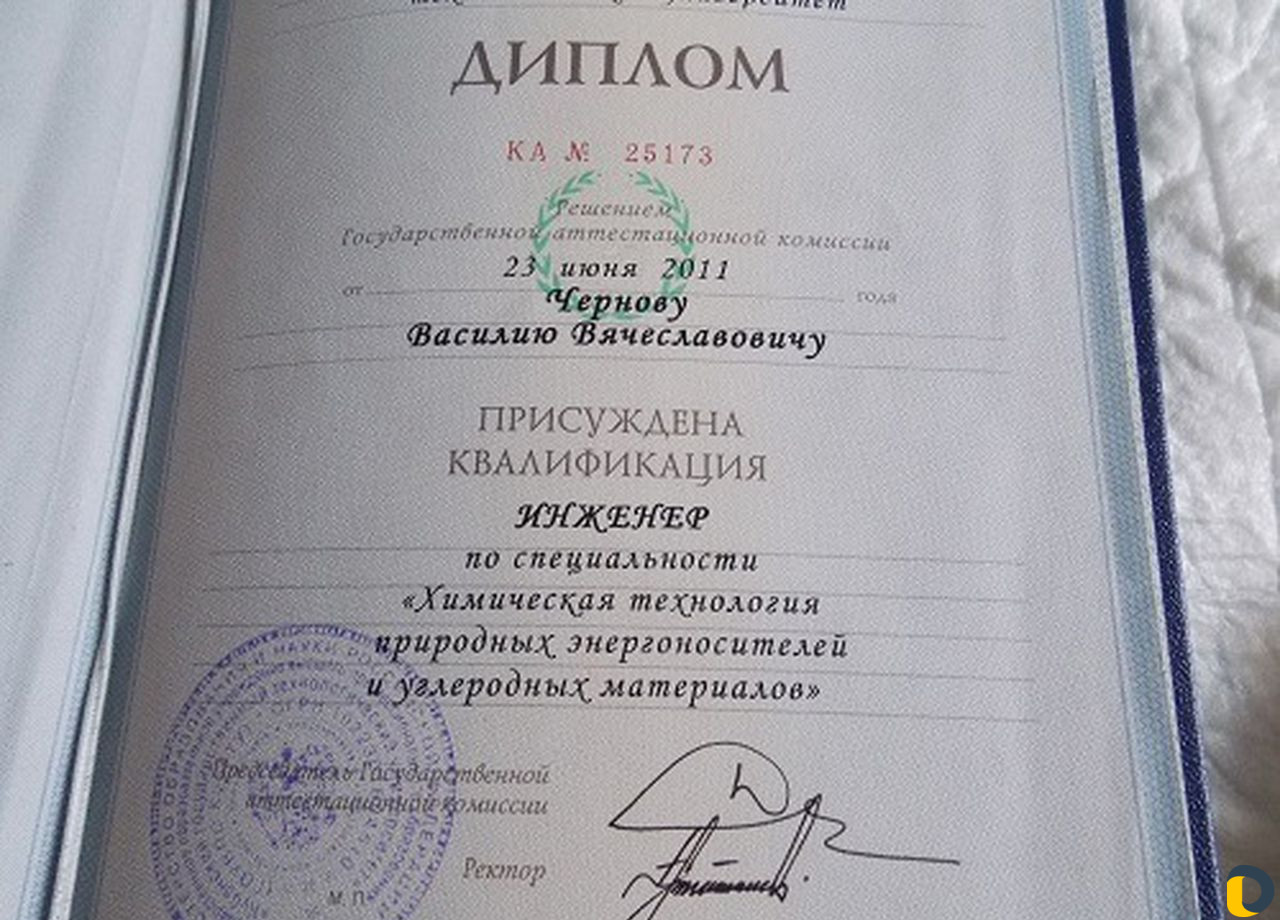 ДИПЛОМ
КА № 25173
Решением
Государственной аттестационной комиссии
23 июня 2011
от года
Чернову
Василию Вячеславовичу
ПРИСУЖДЕНА
КВАЛИФИКАЦИЯ
ИНЖЕНЕР
по специальности
«Химическая технология
природных энергоносителей
и углеродных материалов»
Председатель Государственной
аттестационной комиссии
Ректор
М.П.